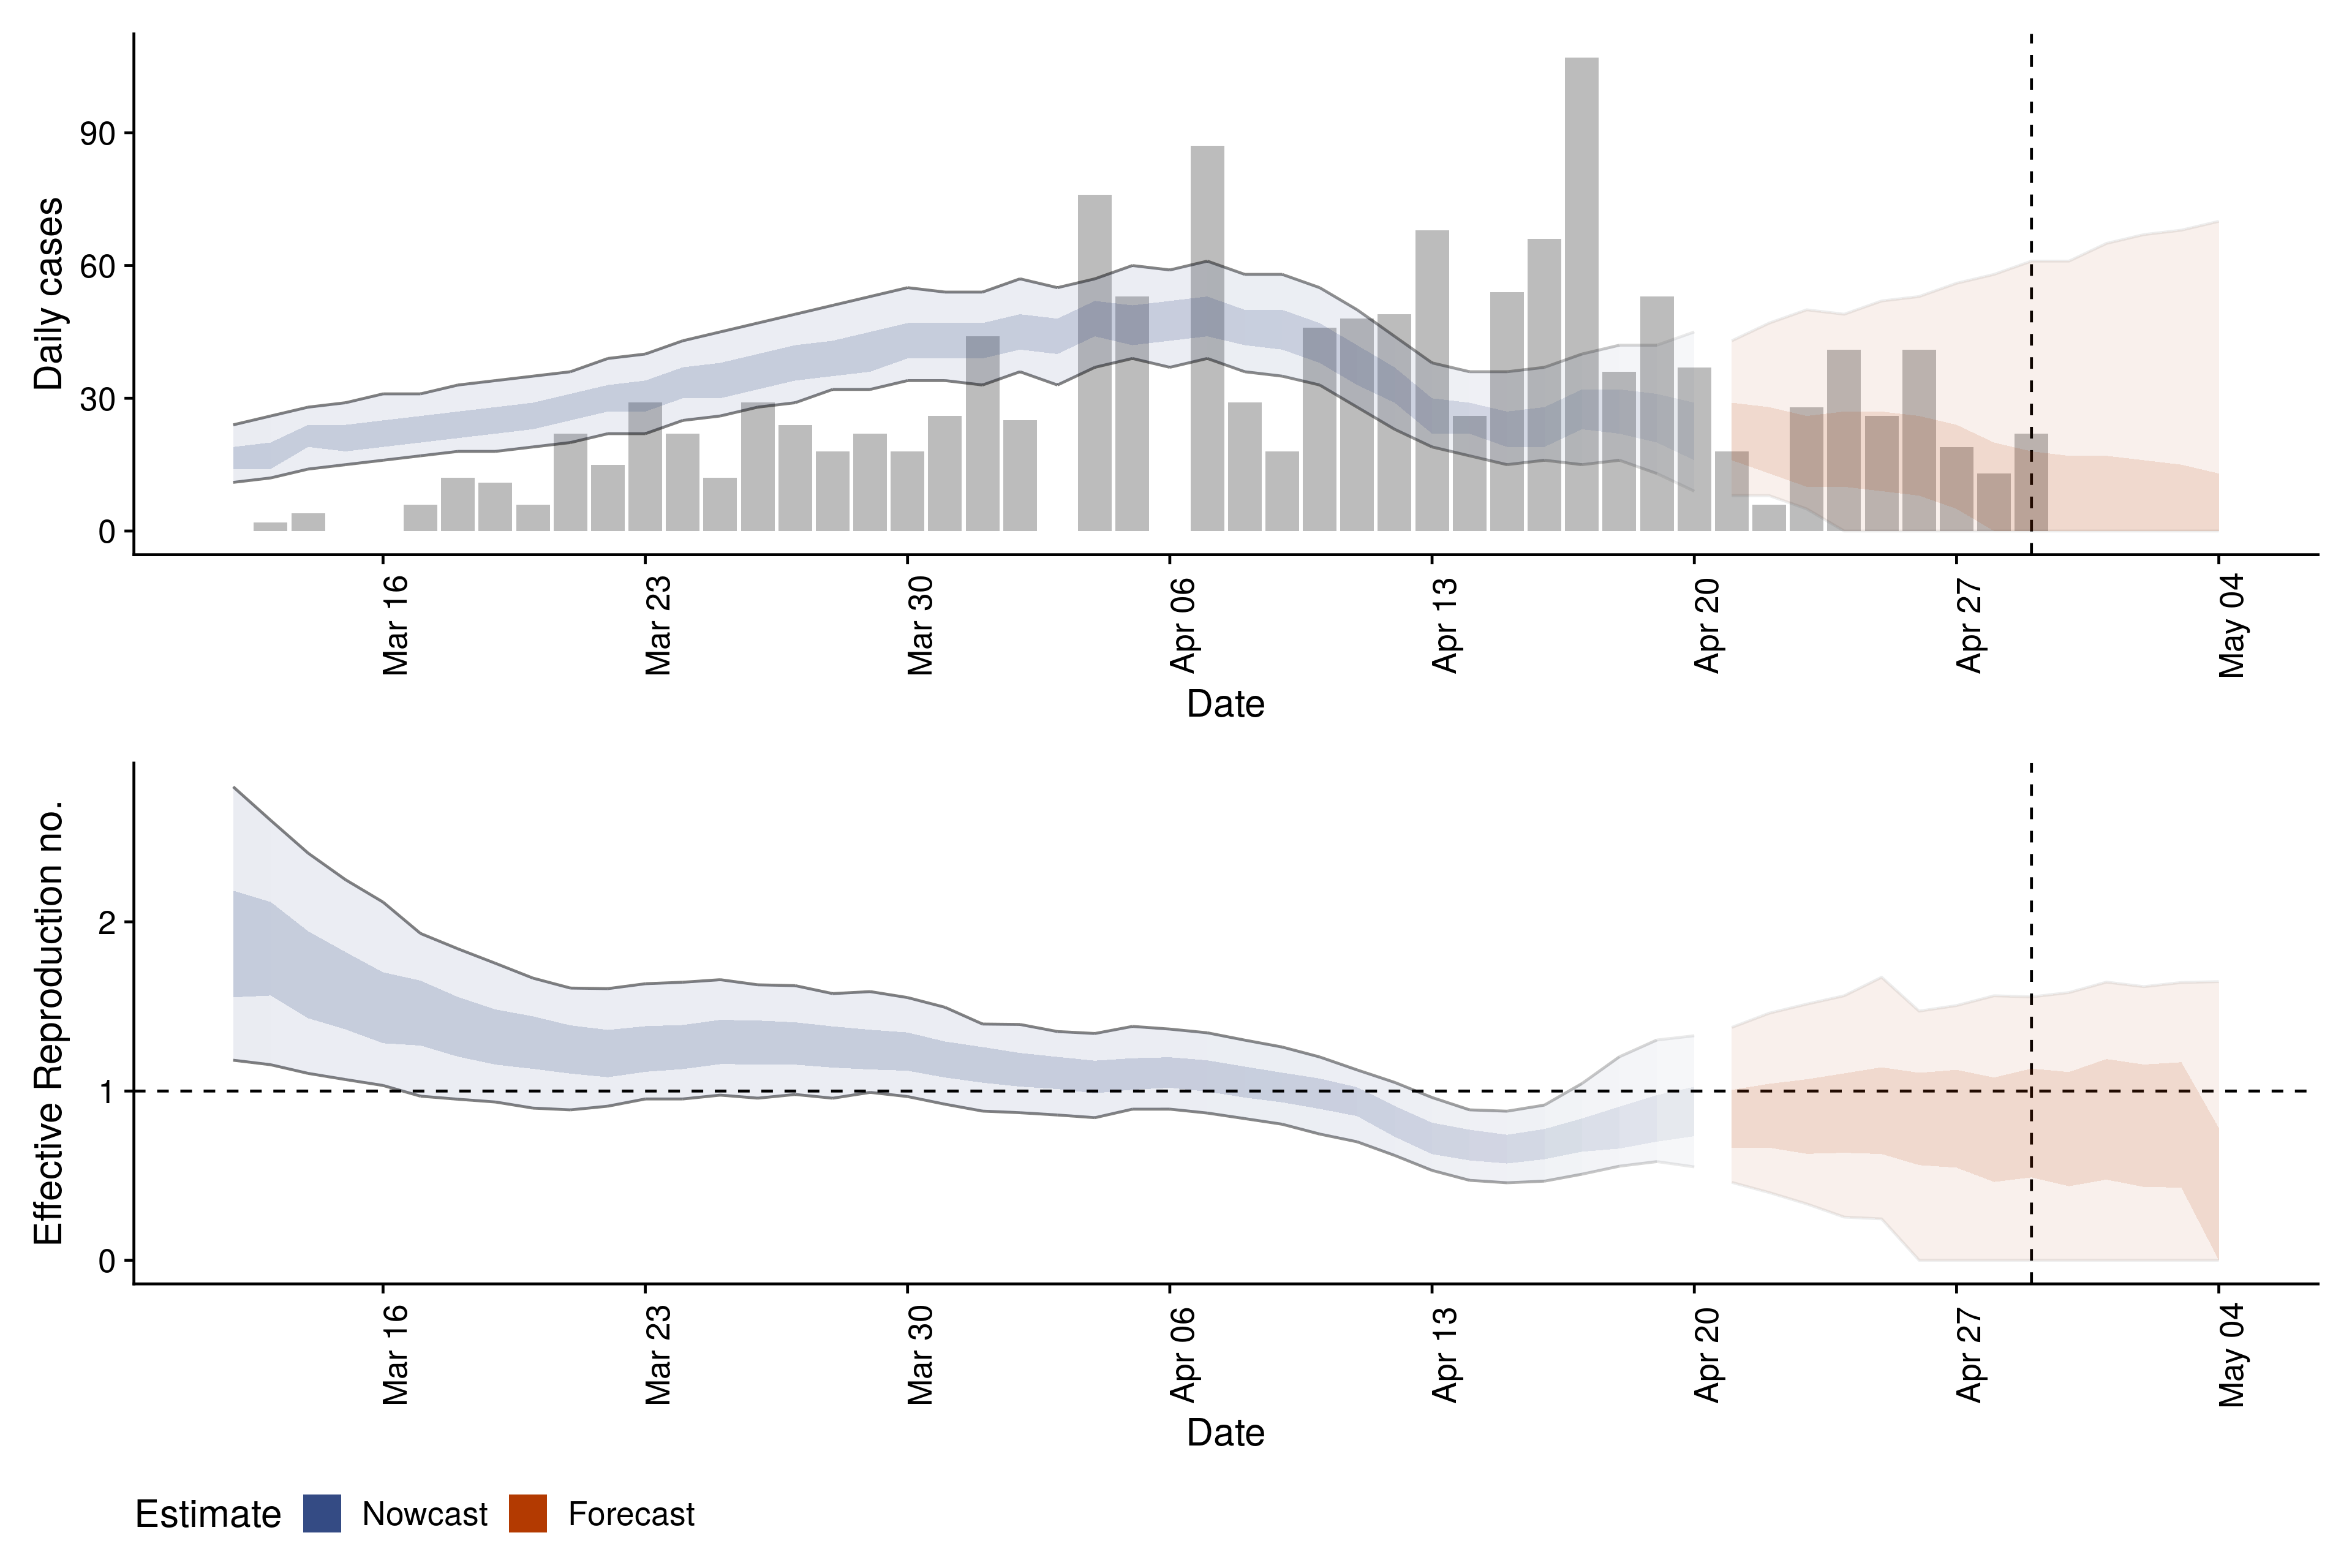 Daily cases
90
60
30
0
Mar 16
Mar 23
Mar 30
Apr 06
Apr 13
Apr 20
Apr 27
May 04
Date
Effective Reproduction no.
2
1
0
Mar 16
Mar 23
Mar 30
Apr 06
Apr 13
Apr 20
Apr 27
May 04
Date
Estimate Nowcast Forecast